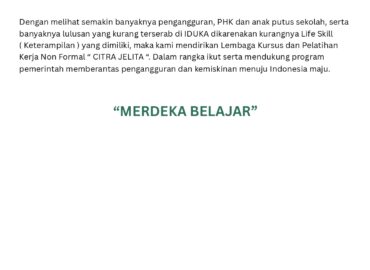 Dengan melihat semakin banyaknya pengangguran, PHK dan anak putus sekolah, serta
banyaknya lulusan yang kurang terserab di IDUKA dikarenakan kurangnya Life Skill
( Keterampilan ) yang dimiliki, maka kami mendirikan Lembaga Kursus dan Pelatihan
Kerja Non Formal “ CITRA JELITA “. Dalam rangka ikut serta mendukung program
pemerintah memberantas pengangguran dan kemiskinan menuju Indonesia maju.
“MERDEKA BELAJAR”